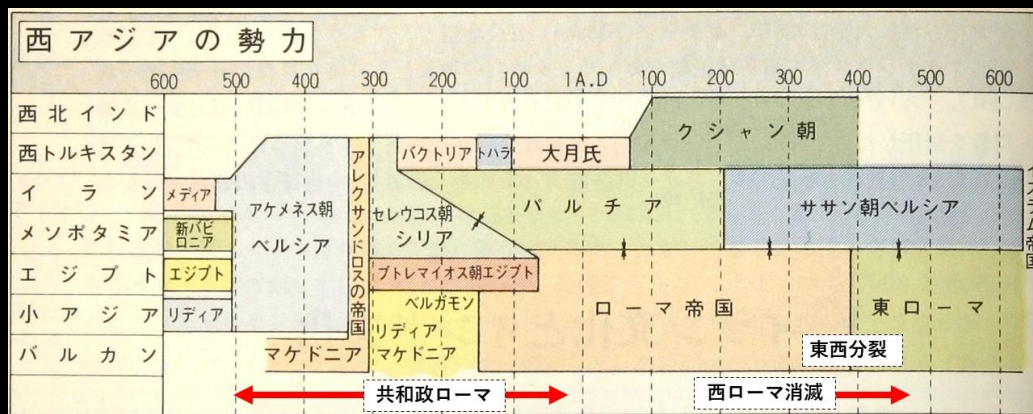 西アジアの勢力
600 500 400 300 200 100 1A.D 100 200 300 400 500 600
西北インド
クシャン朝
西トルキスタン
バクトリア
トハラ
大月氏
イラン
メディア
アケメネス朝
ペルシア
アレクサンドロスの帝国
セレウコス朝
シリア
パルチア
ササン朝ペルシア
イスラム帝国
メソポタミア
新バビ
ロニア
エジプト
エジプト
プトレマイオス朝エジプト
小アジア
リディア
ペルガモン
リディア
マケドニア
ローマ帝国
東ローマ
バルカン
マケドニア
東西分裂
共和政ローマ
西ローマ消滅